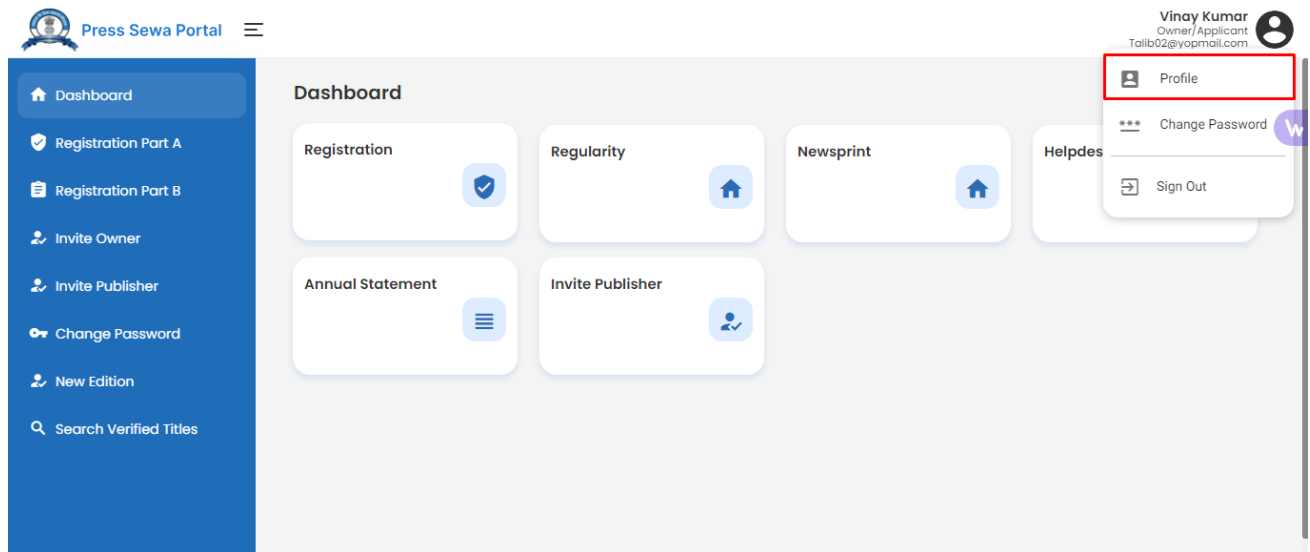 Press Sewa Portal
Vinay Kumar
Owner/Applicant
Talib02@yopmail.com
Profile
Change Password
Sign Out
Dashboard
Registration Part A
Registration Part B
Invite Owner
Invite Publisher
Change Password
New Edition
Search Verified Titles
Dashboard
Registration
Regularity
Newsprint
Helpdes
Annual Statement
Invite Publisher